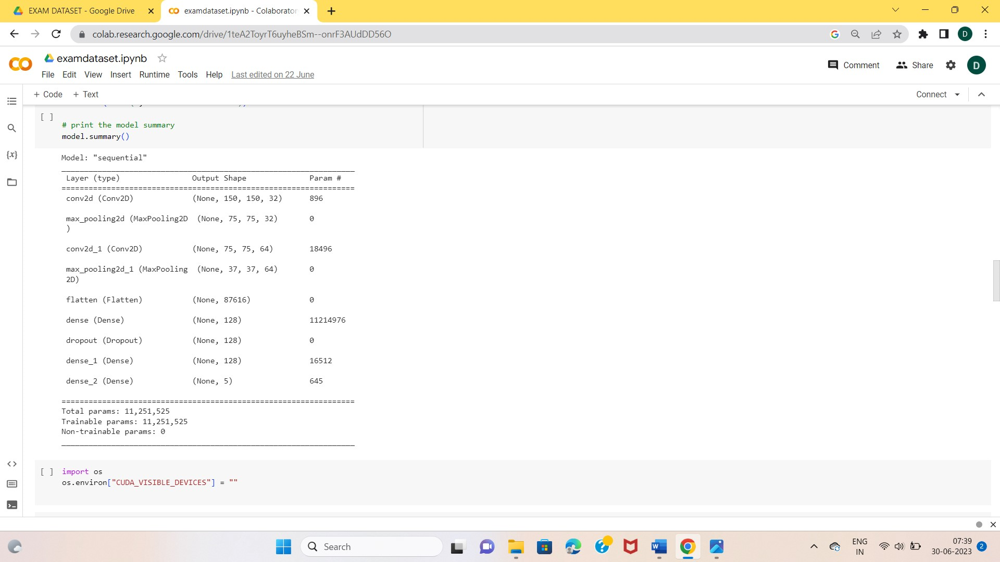 EXAM DATASET - Google Drive
examdataset.ipynb - Colaborator
colab.research.google.com/drive/1teA2ToyrT6uyheBSm--onrF3AUdDD56O
D
examdataset.ipynb
File Edit View Insert Runtime Tools Help Last edited on 22 June
Comment
Share
D
+ Code + Text
Connect
[ ]
# print the model summary
model.summary()
{x}
Model: "sequential"
Layer (type) Output Shape Param #
=================================================================
conv2d (Conv2D) (None, 150, 150, 32) 896
max_pooling2d (MaxPooling2D (None, 75, 75, 32) 0
)
conv2d_1 (Conv2D) (None, 75, 75, 64) 18496
max_pooling2d_1 (MaxPooling (None, 37, 37, 64) 0
2D)
flatten (Flatten) (None, 87616) 0
dense (Dense) (None, 128) 11214976
dropout (Dropout) (None, 128) 0
dense_1 (Dense) (None, 128) 16512
dense_2 (Dense) (None, 5) 645
=================================================================
Total params: 11,251,525
Trainable params: 11,251,525
Non-trainable params: 0
[ ] import os
os.environ["CUDA_VISIBLE_DEVICES"] = ""
Search
W
ENG
IN
07:39
30-06-2023
2